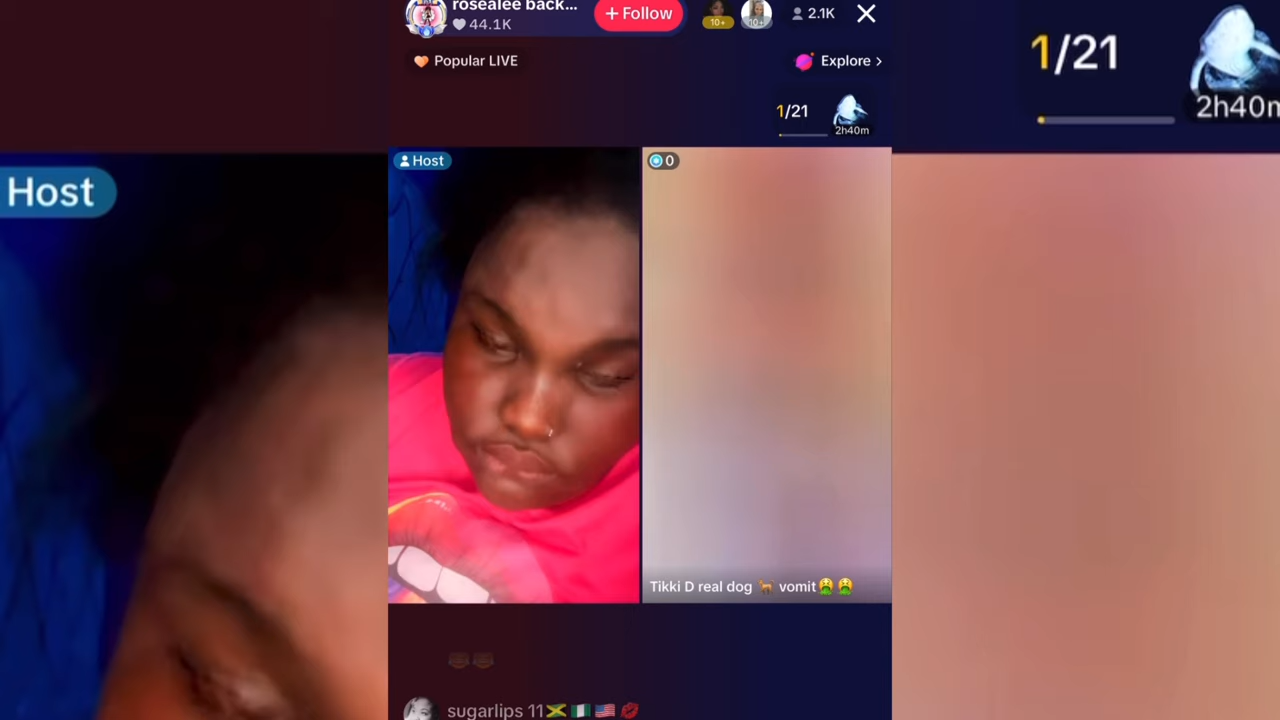 rosealee back...
44.1K
+ Follow
10+
10+
2.1K
Popular LIVE
Explore >
1/21
2h40m
Host
0
Tikki D real dog 🐕 vomit🤮🤮
sugarlips 11🇯🇲 🇳🇬 🇺🇸 💋
1/21
2h40m
Host